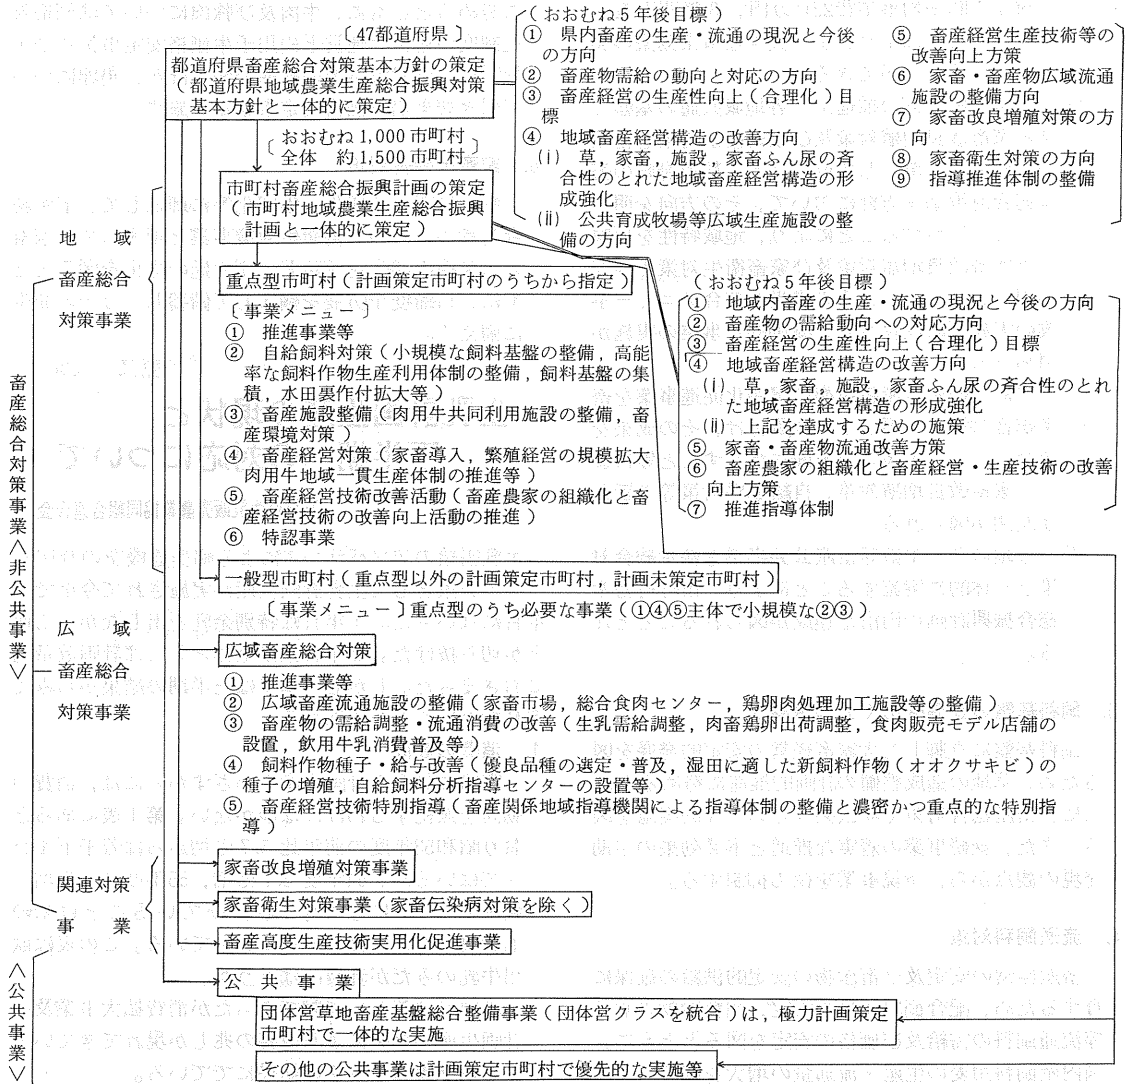 〔47都道府県〕
都道府県畜産総合対策基本方針の策定
（都道府県地域農業生産総合振興対策
基本方針と一体的に策定）
（おおむね５年後目標）
① 県内畜産の生産・流通の現況と今後
の方向
② 畜産物需給の動向と対応の方向
③ 畜産経営の生産性向上（合理化）目
標
④ 地域畜産経営構造の改善方向
(ⅰ) 草，家畜，施設，家畜ふん尿の斉
合性のとれた地域畜産経営構造の形
成強化
(ⅱ) 公共育成牧場等広域生産施設の整
備の方向
⑤ 畜産経営生産技術等の
改善向上方策
⑥ 家畜・畜産物広域流通
施設の整備方向
⑦ 家畜改良増殖対策の方
向
⑧ 家畜衛生対策の方向
⑨ 指導推進体制の整備
おおむね1,000市町村
全体 約1,500市町村
市町村畜産総合振興計画の策定
（市町村地域農業生産総合振興
計画と一体的に策定）
地域
畜産総合
対策事業
重点型市町村（計画策定市町村のうちから指定）
〔事業メニュー〕
① 推進事業等
② 自給飼料対策（小規模な飼料基盤の整備，高能
率な飼料作物生産利用体制の整備，飼料基盤の集
積，水田裏作付拡大等）
③ 畜産施設整備（肉用牛共同利用施設の整備，畜
産環境対策）
④ 畜産経営対策（家畜導入，繁殖経営の規模拡大
肉用牛地域一貫生産体制の推進等）
⑤ 畜産経営技術改善活動（畜産農家の組織化と畜
産経営技術の改善向上活動の推進）
⑥ 特認事業
（おおむね５年後目標）
① 地域内畜産の生産・流通の現況と今後の方向
② 畜産物の需給動向への対応方向
③ 畜産経営の生産性向上（合理化）目標
④ 地域畜産経営構造の改善方向
(ⅰ) 草，家畜，施設，家畜ふん尿の斉合性のとれ
た地域畜産経営構造の形成強化
(ⅱ) 上記を達成するための施策
⑤ 家畜・畜産物流通改善方策
⑥ 畜産農家の組織化と畜産経営・生産技術の改善
向上方策
⑦ 推進指導体制
畜産総合対策事業〈非公共事業〉
一般型市町村（重点型以外の計画策定市町村，計画未策定市町村）
〔事業メニュー〕重点型のうち必要な事業（①④⑤主体で小規模な②③）
広域
畜産総合
対策事業
広域畜産総合対策
① 推進事業等
② 広域畜産流通施設の整備（家畜市場，総合食肉センター，鶏卵肉処理加工施設等の整備）
③ 畜産物の需給調整・流通消費の改善（生乳需給調整，肉畜鶏卵出荷調整，食肉販売モデル店舗の
設置，飲用牛乳消費普及等）
④ 飼料作物種子・給与改善（優良品種の選定・普及，湿田に適した新飼料作物（オオクサキビ）の
種子の増殖，自給飼料分析指導センターの設置等）
⑤ 畜産経営技術特別指導（畜産関係地域指導機関による指導体制の整備と濃密かつ重点的な特別指
導）
関連対策
事業
家畜改良増殖対策事業
家畜衛生対策事業（家畜伝染病対策を除く）
畜産高度生産技術実用化促進事業
〈公共事業〉
公共事業
団体営草地畜産基盤総合整備事業（団体営クラスを統合）は，極力計画策定
市町村で一体的な実施
その他の公共事業は計画策定市町村で優先的な実施等